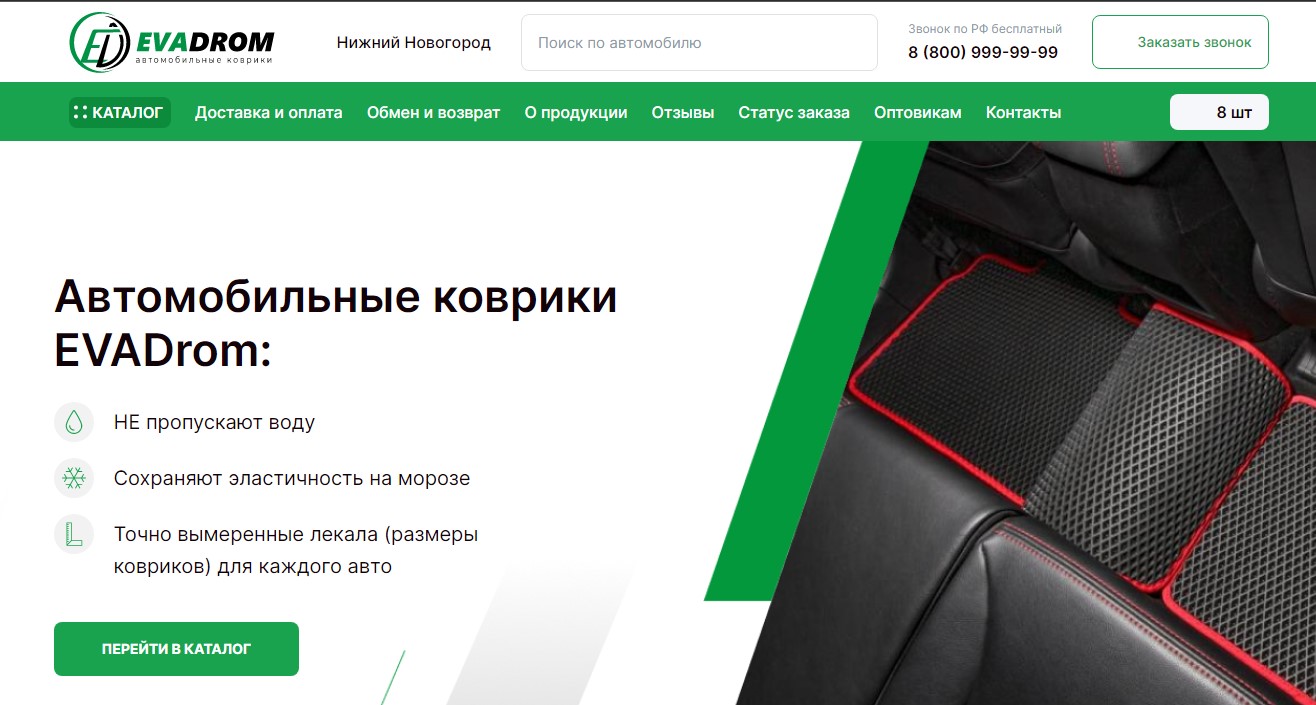 EVADROM
автомобильные коврики
Нижний Новогород
Поиск по автомобилю
Звонок по РФ бесплатный
8 (800) 999-99-99
Заказать звонок
КАТАЛОГ
Доставка и оплата
Обмен и возврат
О продукции
Отзывы
Статус заказа
Оптовикам
Контакты
8 шт
Автомобильные коврики
EVADrom:
НЕ пропускают воду
Сохраняют эластичность на морозе
Точно вымеренные лекала (размеры
ковриков) для каждого авто
ПЕРЕЙТИ В КАТАЛОГ